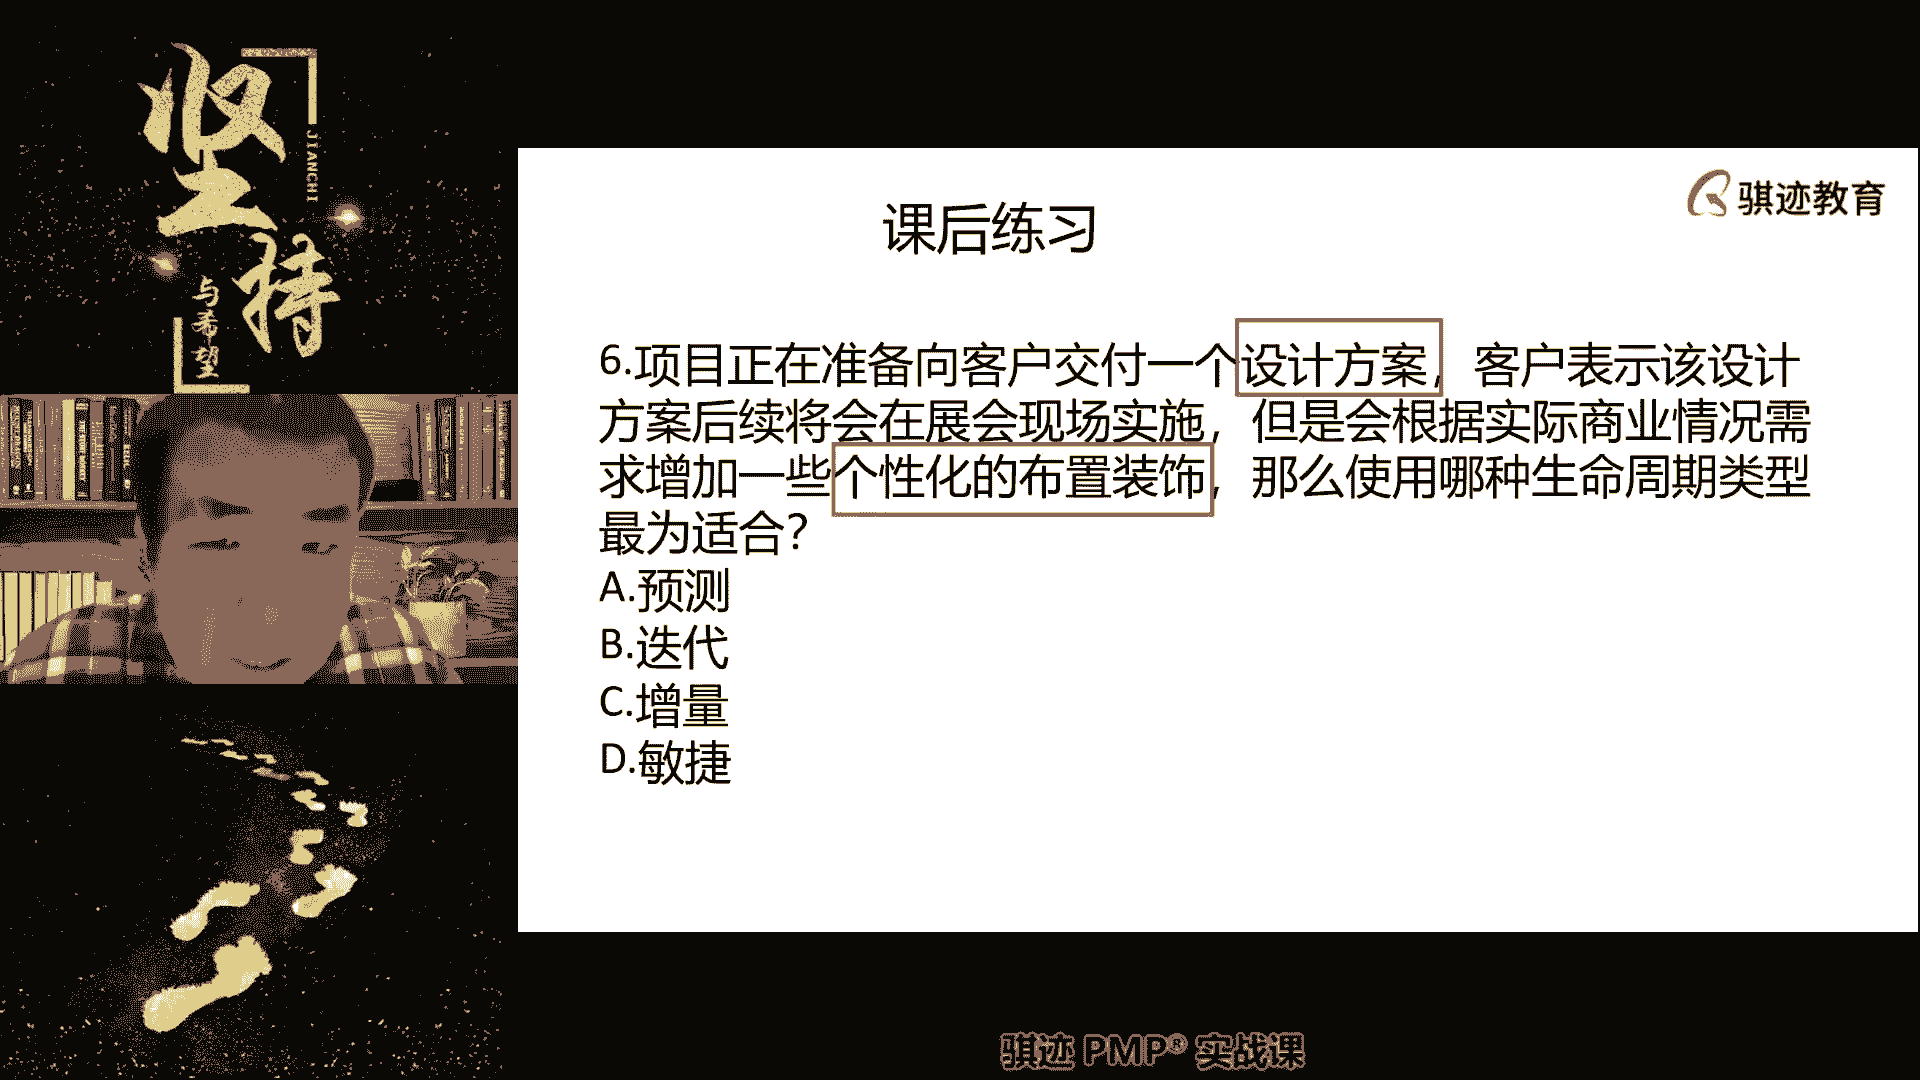 坚持
JIANCHI
与希望
骐迹教育
课后练习
6.项目正在准备向客户交付一个设计方案，客户表示该设计
方案后续将会在展会现场实施，但是会根据实际商业情况需
求增加一些个性化的布置装饰，那么使用哪种生命周期类型
最为适合？
A.预测
B.迭代
C.增量
D.敏捷
骐迹 PMP® 实战课